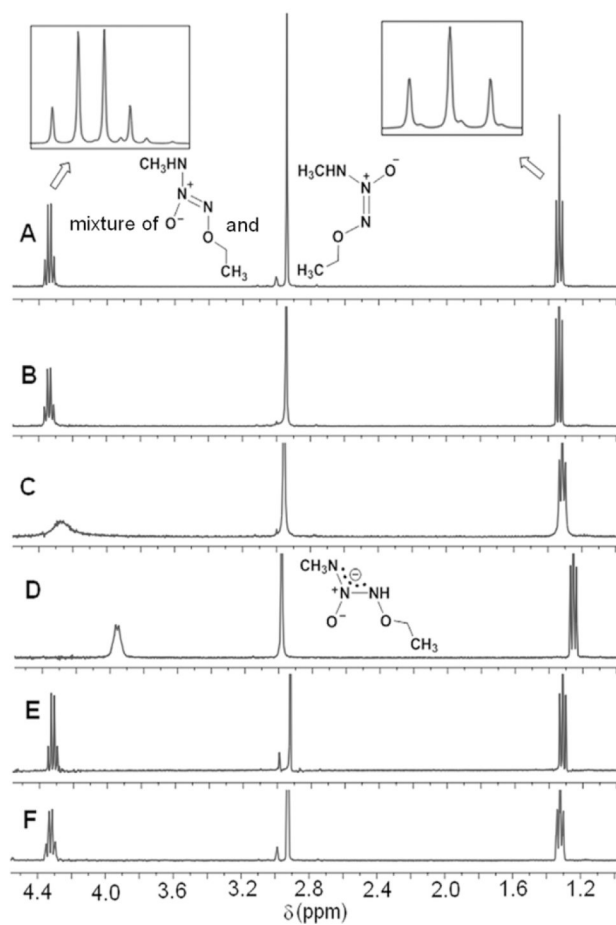 CH₃HN
N⁺
O⁻
N
O
CH₃
mixture of
and
H₃CHN
O⁻
N⁺
N
O
H₃C
A
B
C
CH₃N
⊖
N⁺
NH
O⁻
O
CH₃
D
E
F
4.4 4.0 3.6 3.2 2.8 2.4 2.0 1.6 1.2
δ(ppm)